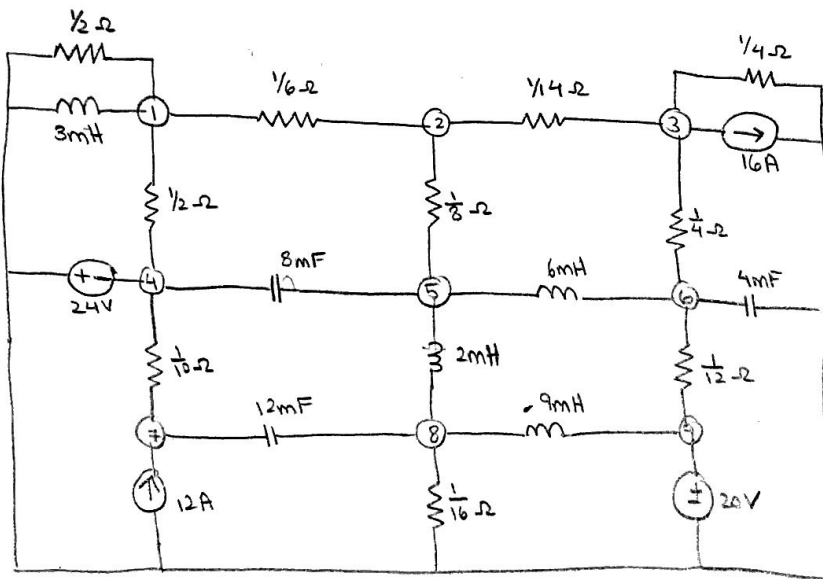 1/2 Ω
1/4 Ω
1/6 Ω
1/14 Ω
1
2
3
3mH
16A
1/2 Ω
1/8 Ω
1/4 Ω
8mF
6mH
4mF
+
4
5
6
24V
1/10 Ω
2mH
1/12 Ω
12mF
9mH
7
8
9
12A
1/16 Ω
±
20V